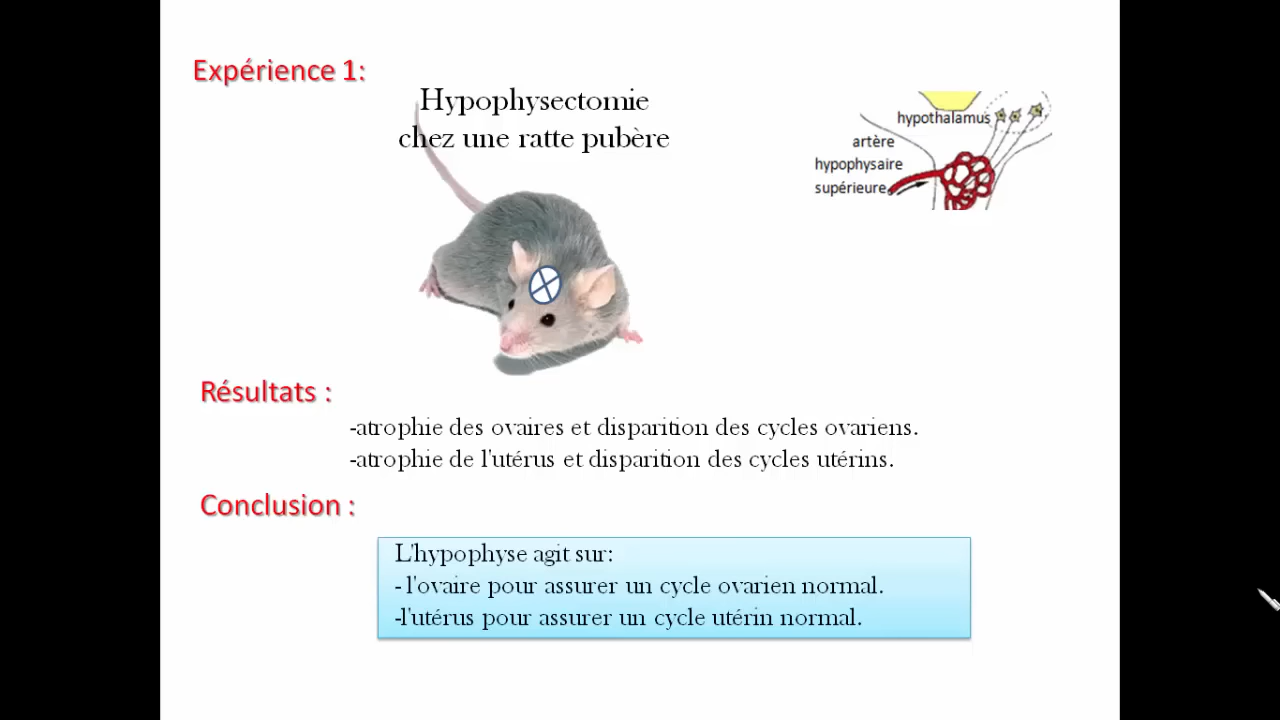 Expérience 1:
Hypophysectomie
chez une ratte pubère
hypothalamus
artère
hypophysaire
supérieure
Résultats :
-atrophie des ovaires et disparition des cycles ovariens.
-atrophie de l'utérus et disparition des cycles utérins.
Conclusion :
L'hypophyse agit sur:
- l'ovaire pour assurer un cycle ovarien normal.
-l'utérus pour assurer un cycle utérin normal.